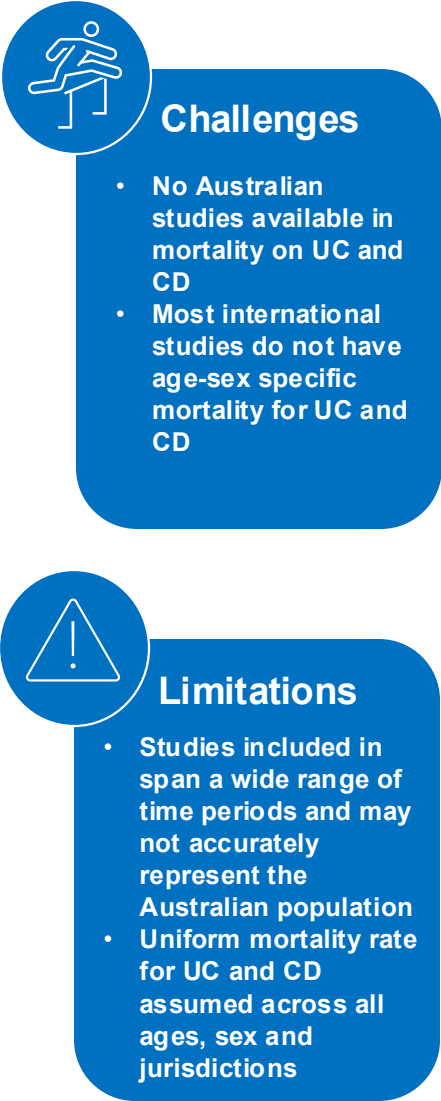 Challenges
• No Australian
studies available in
mortality on UC and
CD
• Most international
studies do not have
age-sex specific
mortality for UC and
CD
Limitations
• Studies included in
span a wide range of
time periods and may
not accurately
represent the
Australian population
• Uniform mortality rate
for UC and CD
assumed across all
ages, sex and
jurisdictions